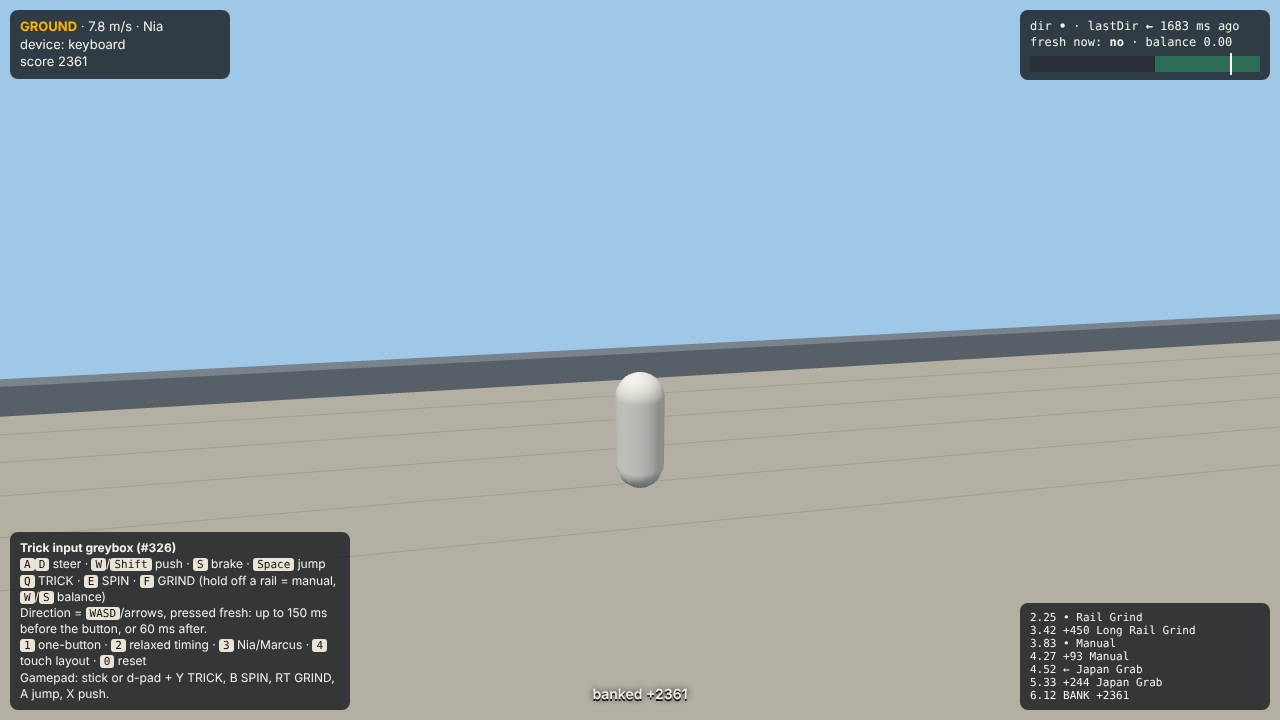 GROUND · 7.8 m/s · Nia
device: keyboard
score 2361
dir • · lastDir ← 1683 ms ago
fresh now: no · balance 0.00
Trick input greybox (#326)
A D steer · W/Shift push · S brake · Space jump
Q TRICK · E SPIN · F GRIND (hold off a rail = manual,
W/S balance)
Direction = WASD/arrows, pressed fresh: up to 150 ms
before the button, or 60 ms after.
1 one-button · 2 relaxed timing · 3 Nia/Marcus · 4
touch layout · 0 reset
Gamepad: stick or d-pad + Y TRICK, B SPIN, RT GRIND,
A jump, X push.
banked +2361
2.25 • Rail Grind
3.42 +450 Long Rail Grind
3.83 • Manual
4.27 +93 Manual
4.52 ← Japan Grab
5.33 +244 Japan Grab
6.12 BANK +2361